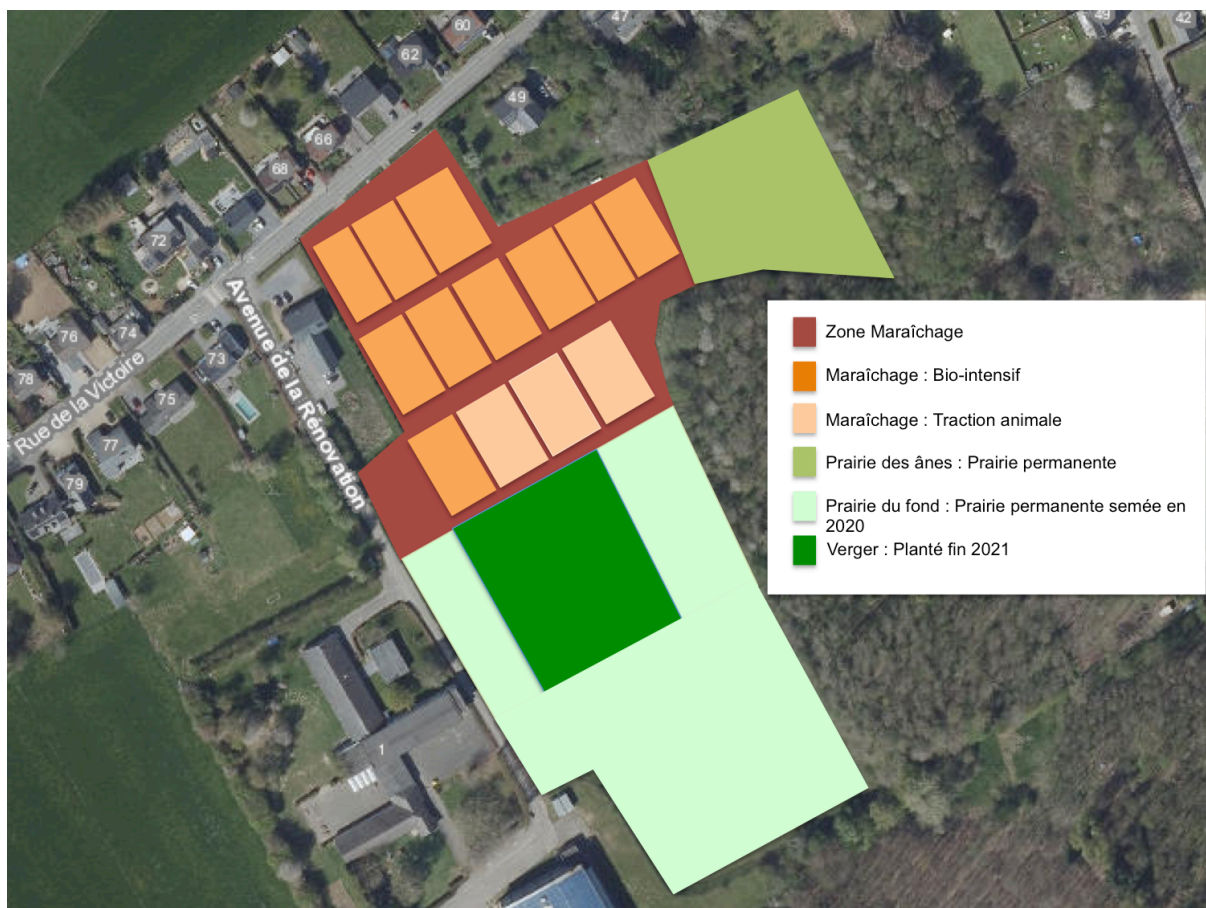 60
47
49
42
62
49
66
68
72
76
74
73
78
75
77
79
1
Rue de la Victoire
Avenue de la Rénovation
Zone Maraîchage
Maraîchage : Bio-intensif
Maraîchage : Traction animale
Prairie des ânes : Prairie permanente
Prairie du fond : Prairie permanente semée en
2020
Verger : Planté fin 2021